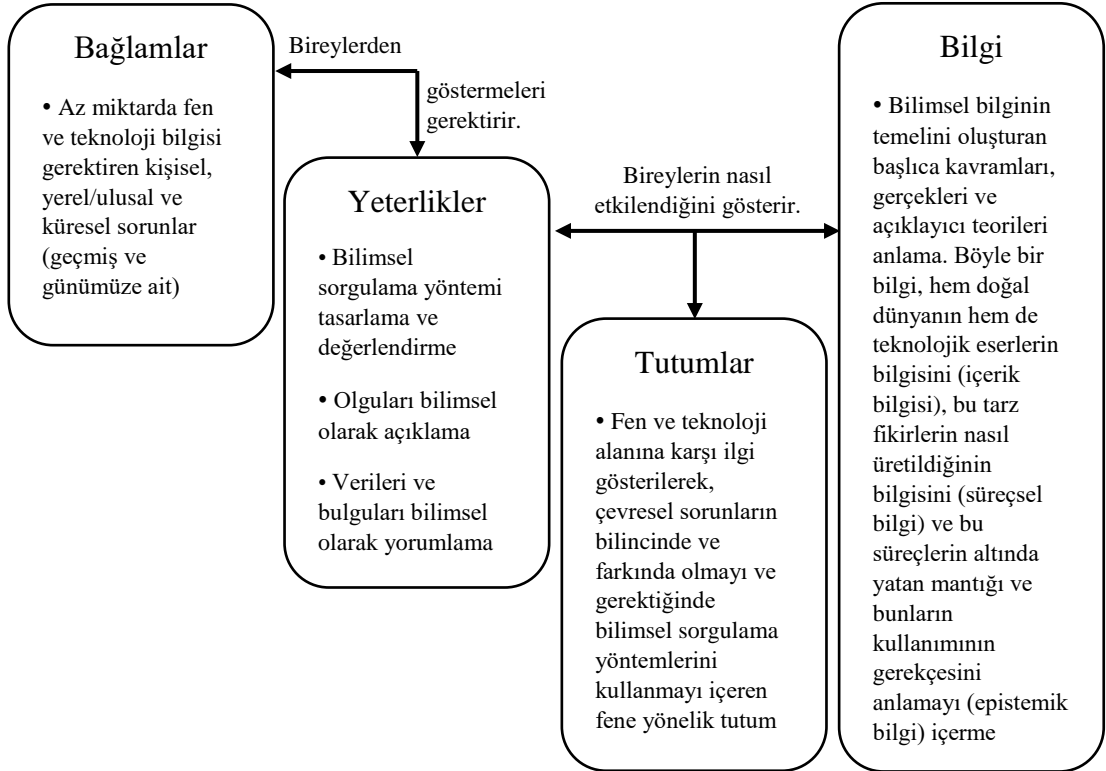 Bağlamlar
• Az miktarda fen
ve teknoloji bilgisi
gerektiren kişisel,
yerel/ulusal ve
küresel sorunlar
(geçmiş ve
günümüze ait)
Bireylerden
göstermeleri
gerektirir.
Yeterlikler
• Bilimsel
sorgulama yöntemi
tasarlama ve
değerlendirme
• Olguları bilimsel
olarak açıklama
• Verileri ve
bulguları bilimsel
olarak yorumlama
Bireylerin nasıl
etkilendiğini gösterir.
Tutumlar
• Fen ve teknoloji
alanına karşı ilgi
gösterilerek,
çevresel sorunların
bilincinde ve
farkında olmayı ve
gerektiğinde
bilimsel sorgulama
yöntemlerini
kullanmayı içeren
fene yönelik tutum
Bilgi
• Bilimsel bilginin
temelini oluşturan
başlıca kavramları,
gerçekleri ve
açıklayıcı teorileri
anlama. Böyle bir
bilgi, hem doğal
dünyanın hem de
teknolojik eserlerin
bilgisini (içerik
bilgisi), bu tarz
fikirlerin nasıl
üretildiğinin
bilgisini (süreçsel
bilgi) ve bu
süreçlerin altında
yatan mantığı ve
bunların
kullanımının
gerekçesini
anlamayı (epistemik
bilgi) içerme